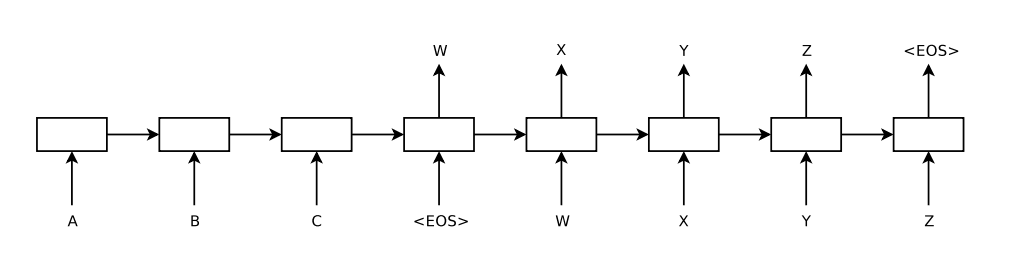 W X Y Z <EOS>
A B C <EOS> W X Y Z